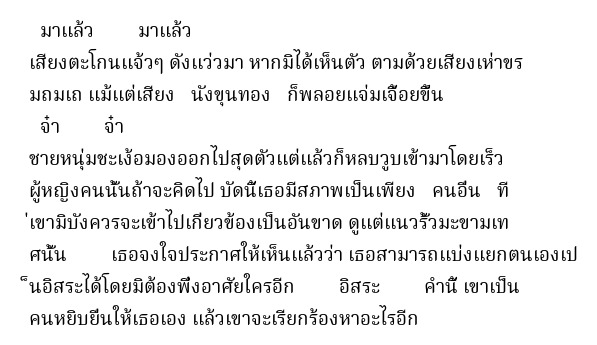 มาแล้ว มาแล้ว
เสียงตะโกนแจ้วๆ ดังแว่วมา หากมิได้เห็นตัว ตามด้วยเสียงเห่าขร
มถมเถ แม้แต่เสียง นังขุนทอง ก็พลอยแจ่มเจื้อยขึ้น
จ๋า จ๋า
ชายหนุ่มชะเง้อมองออกไปสุดตัวแต่แล้วก็หลบวูบเข้ามาโดยเร็ว
ผู้หญิงคนนั้นถ้าจะคิดไป บัดนี้เธอมีสภาพเป็นเพียง คนอื่น ที
่เขามิบังควรจะเข้าไปเกี่ยวข้องเป็นอันขาด ดูแต่แนวรั้วมะขามเท
ศนั้น เธอจงใจประกาศให้เห็นแล้วว่า เธอสามารถแบ่งแยกตนเองเป
็นอิสระได้โดยมิต้องพึ่งอาศัยใครอีก อิสระ คำนี้ เขาเป็น
คนหยิบยื่นให้เธอเอง แล้วเขาจะเรียกร้องหาอะไรอีก